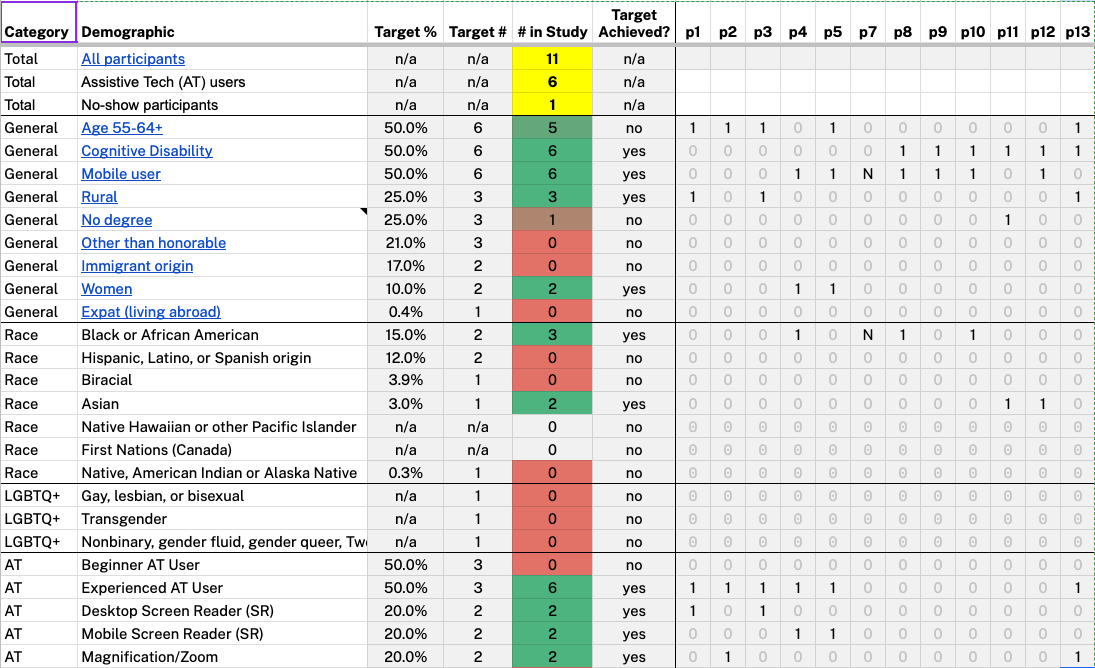 Category Demographic Target % Target # # in Study Target Achieved? p1 p2 p3 p4 p5 p7 p8 p9 p10 p11 p12 p13
Total All participants n/a n/a 11 n/a
Total Assistive Tech (AT) users n/a n/a 6 n/a
Total No-show participants n/a n/a 1 n/a
General Age 55-64+ 50.0% 6 5 no 1 1 1 0 1 0 0 0 0 0 0 1
General Cognitive Disability 50.0% 6 6 yes 0 0 0 0 0 0 1 1 1 1 1 1
General Mobile user 50.0% 6 6 yes 0 0 0 1 1 N 1 1 1 0 1 0
General Rural 25.0% 3 3 yes 1 0 1 0 0 0 0 0 0 0 0 1
General No degree 25.0% 3 1 no 0 0 0 0 0 0 0 0 0 1 0 0
General Other than honorable 21.0% 3 0 no 0 0 0 0 0 0 0 0 0 0 0 0
General Immigrant origin 17.0% 2 0 no 0 0 0 0 0 0 0 0 0 0 0 0
General Women 10.0% 2 2 yes 0 0 0 1 1 0 0 0 0 0 0 0
General Expat (living abroad) 0.4% 1 0 no 0 0 0 0 0 0 0 0 0 0 0 0
Race Black or African American 15.0% 2 3 yes 0 0 0 1 0 N 1 0 1 0 0 0
Race Hispanic, Latino, or Spanish origin 12.0% 2 0 no 0 0 0 0 0 0 0 0 0 0 0 0
Race Biracial 3.9% 1 0 no 0 0 0 0 0 0 0 0 0 0 0 0
Race Asian 3.0% 1 2 yes 0 0 0 0 0 0 0 0 0 1 1 0
Race Native Hawaiian or other Pacific Islander n/a n/a 0 no 0 0 0 0 0 0 0 0 0 0 0 0
Race First Nations (Canada) n/a n/a 0 no 0 0 0 0 0 0 0 0 0 0 0 0
Race Native, American Indian or Alaska Native 0.3% 1 0 no 0 0 0 0 0 0 0 0 0 0 0 0
LGBTQ+ Gay, lesbian, or bisexual n/a 1 0 no 0 0 0 0 0 0 0 0 0 0 0 0
LGBTQ+ Transgender n/a 1 0 no 0 0 0 0 0 0 0 0 0 0 0 0
LGBTQ+ Nonbinary, gender fluid, gender queer, n/a 1 0 no 0 0 0 0 0 0 0 0 0 0 0 0
AT Beginner AT User 50.0% 3 0 no 0 0 0 0 0 0 0 0 0 0 0 0
AT Experienced AT User 50.0% 3 6 yes 1 1 1 1 1 0 0 0 0 0 0 1
AT Desktop Screen Reader (SR) 20.0% 2 2 yes 1 0 1 0 0 0 0 0 0 0 0 0
AT Mobile Screen Reader (SR) 20.0% 2 2 yes 0 0 0 1 1 0 0 0 0 0 0 0
AT Magnification/Zoom 20.0% 2 2 yes 0 1 0 0 0 0 0 0 0 0 0 1